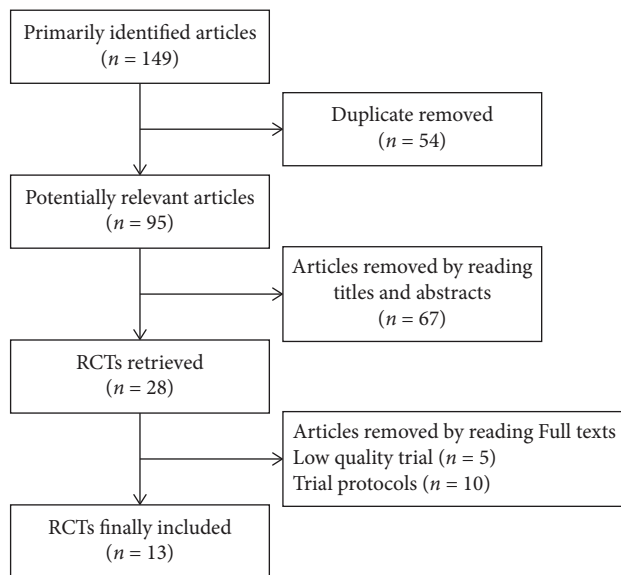 Primarily identified articles
(n = 149)
Duplicate removed
(n = 54)
Potentially relevant articles
(n = 95)
Articles removed by reading
titles and abstracts
(n = 67)
RCTs retrieved
(n = 28)
Articles removed by reading Full texts
Low quality trial (n = 5)
Trial protocols (n = 10)
RCTs finally included
(n = 13)